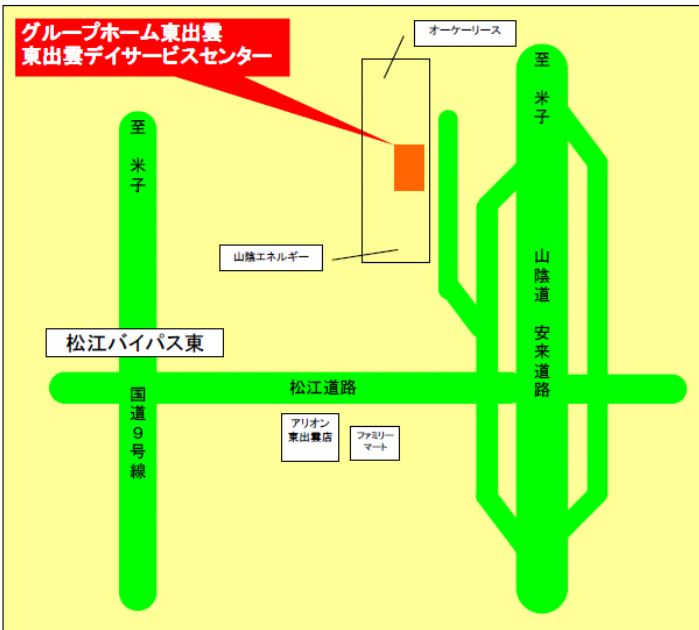 グループホーム東出雲
東出雲デイサービスセンター
オーケーリース
至 米子
至 米子
山陰エネルギー
山陰道 安来道路
松江バイパス東
松江道路
国道9号線
アリオン
東出雲店
ファミリー
マート